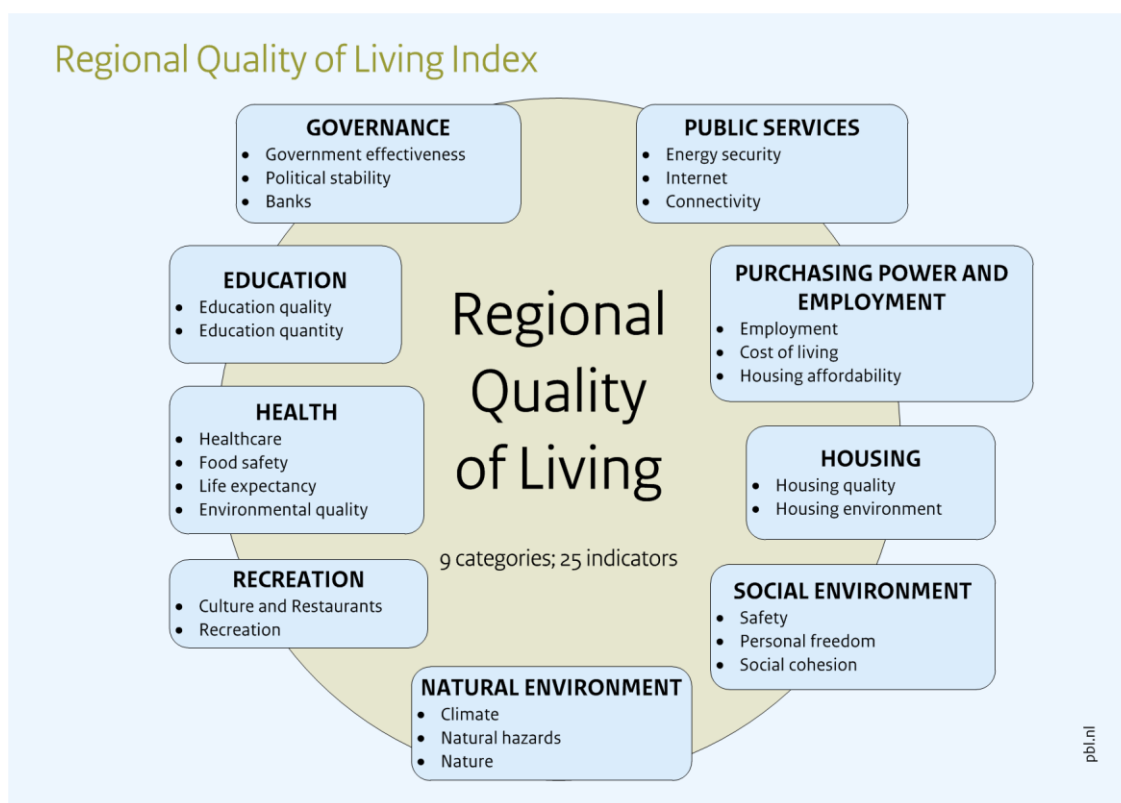 Regional Quality of Living Index
GOVERNANCE
• Government effectiveness
• Political stability
• Banks
PUBLIC SERVICES
• Energy security
• Internet
• Connectivity
EDUCATION
• Education quality
• Education quantity
PURCHASING POWER AND
EMPLOYMENT
• Employment
• Cost of living
• Housing affordability
Regional
Quality
of Living
9 categories; 25 indicators
HEALTH
• Healthcare
• Food safety
• Life expectancy
• Environmental quality
HOUSING
• Housing quality
• Housing environment
RECREATION
• Culture and Restaurants
• Recreation
SOCIAL ENVIRONMENT
• Safety
• Personal freedom
• Social cohesion
NATURAL ENVIRONMENT
• Climate
• Natural hazards
• Nature
pbl.nl